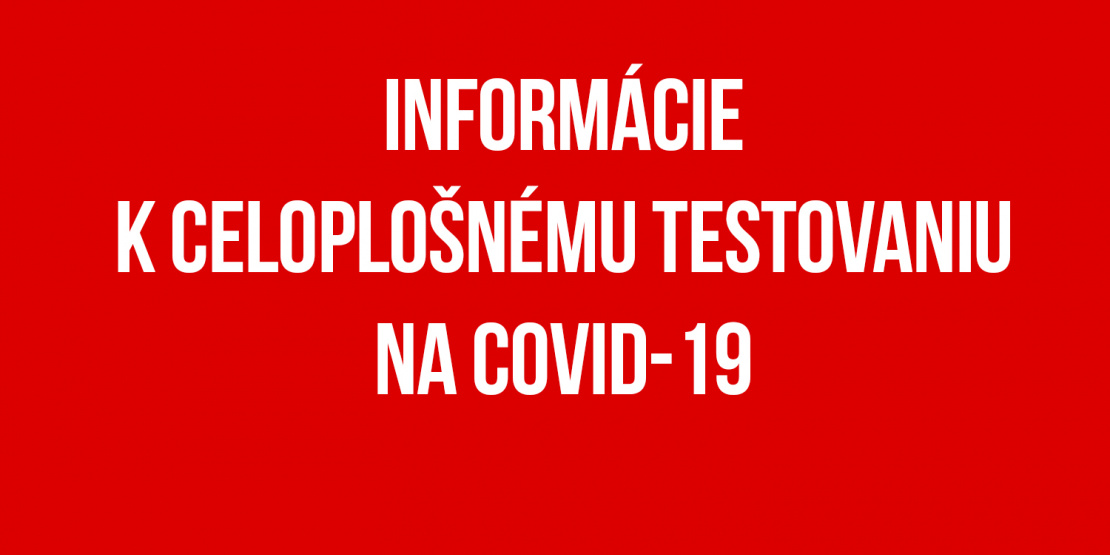 INFORMÁCIE
K CELOPLOŠNÉMU TESTOVANIU
NA COVID-19